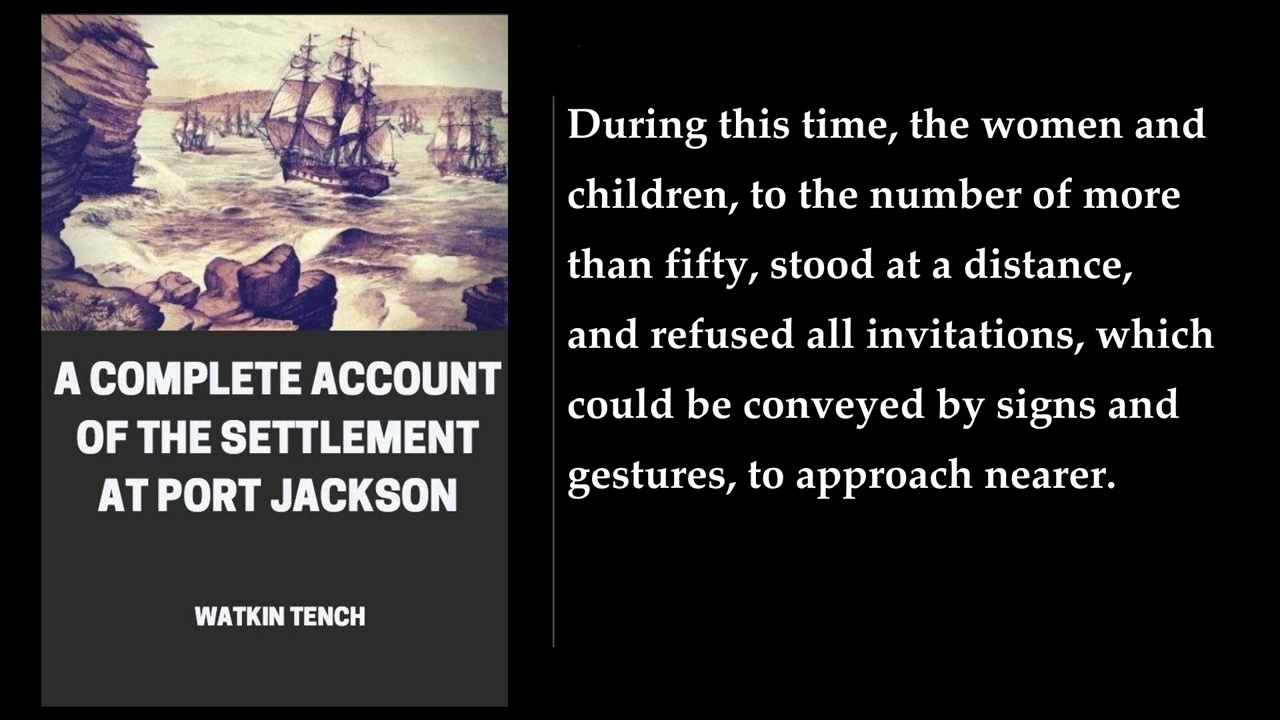 A COMPLETE ACCOUNT
OF THE SETTLEMENT
AT PORT JACKSON
WATKIN TENCH
During this time, the women and
children, to the number of more
than fifty, stood at a distance,
and refused all invitations, which
could be conveyed by signs and
gestures, to approach nearer.